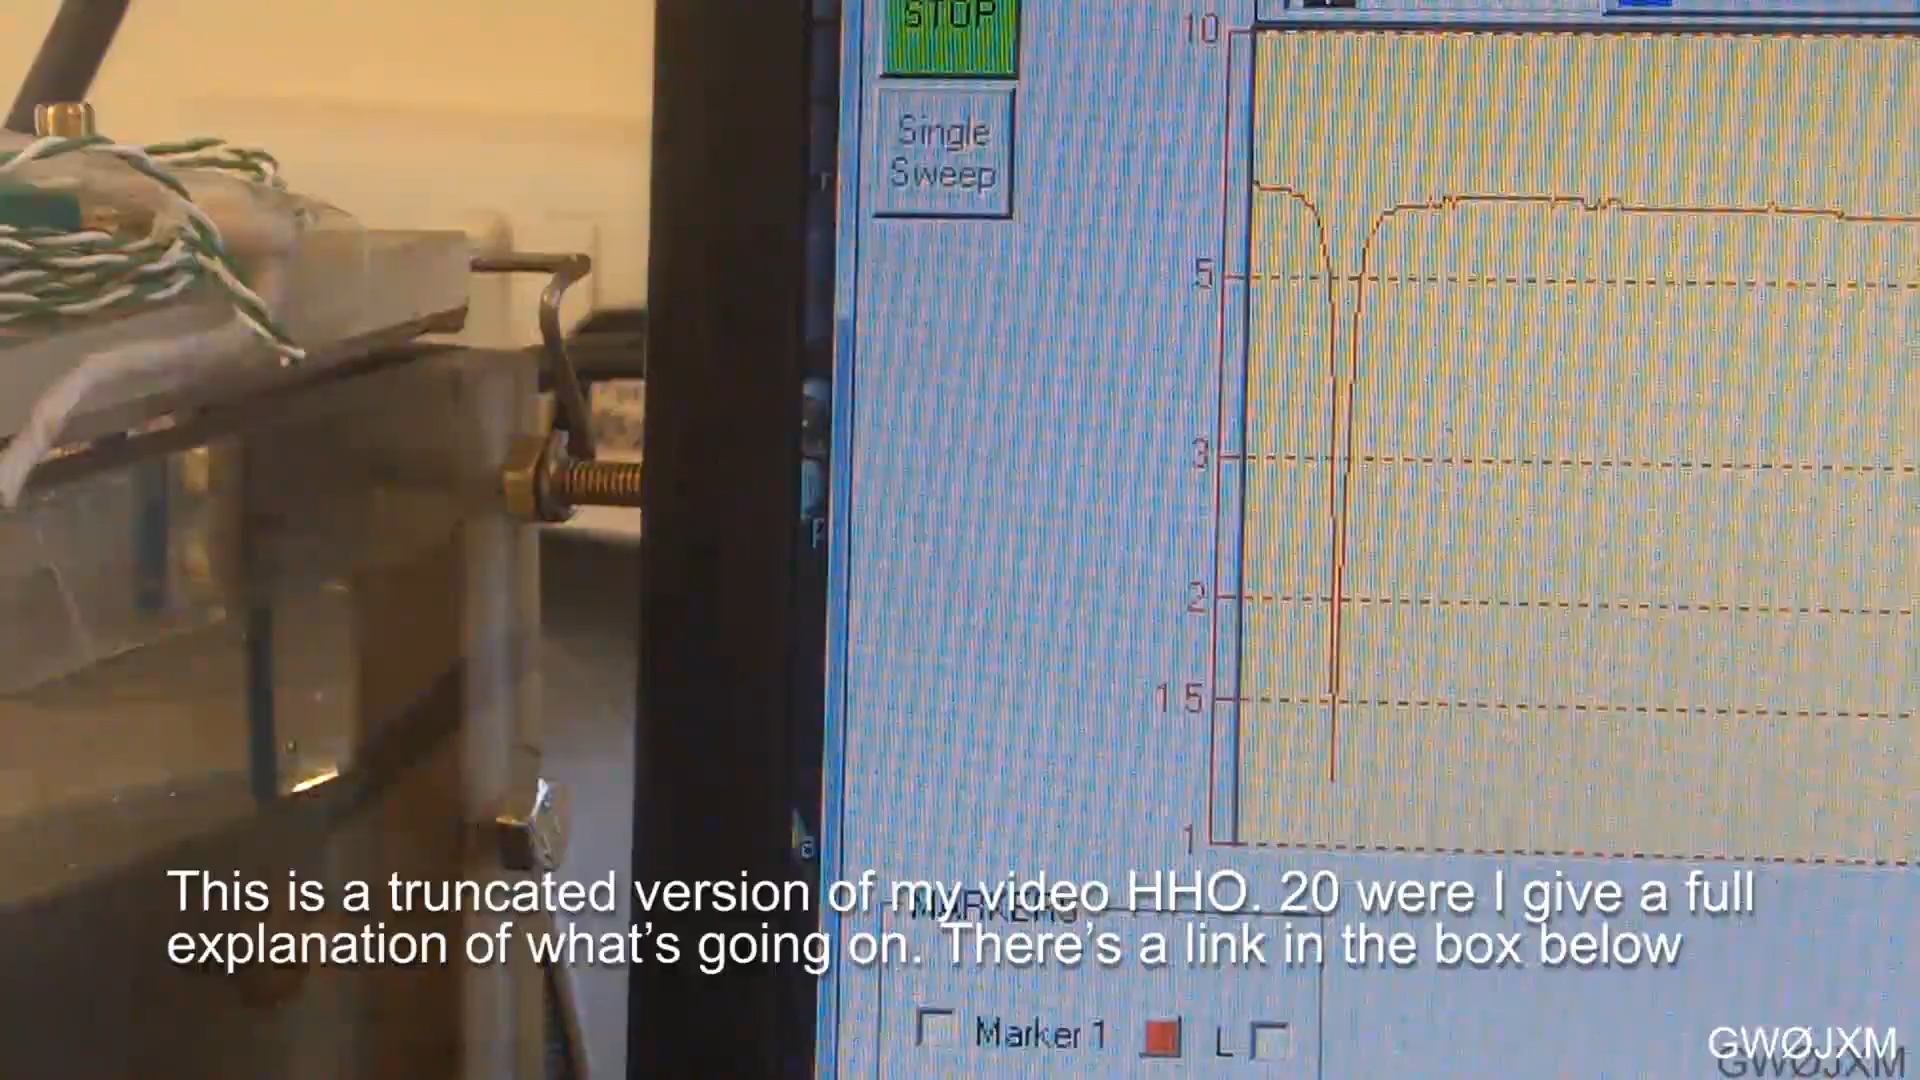 STOP
Single
Sweep
10
5
3
2
1.5
1
This is a truncated version of my video HHO. 20 were I give a full
explanation of what's going on. There's a link in the box below
MARKERS
Marker 1
L
GWØJXM